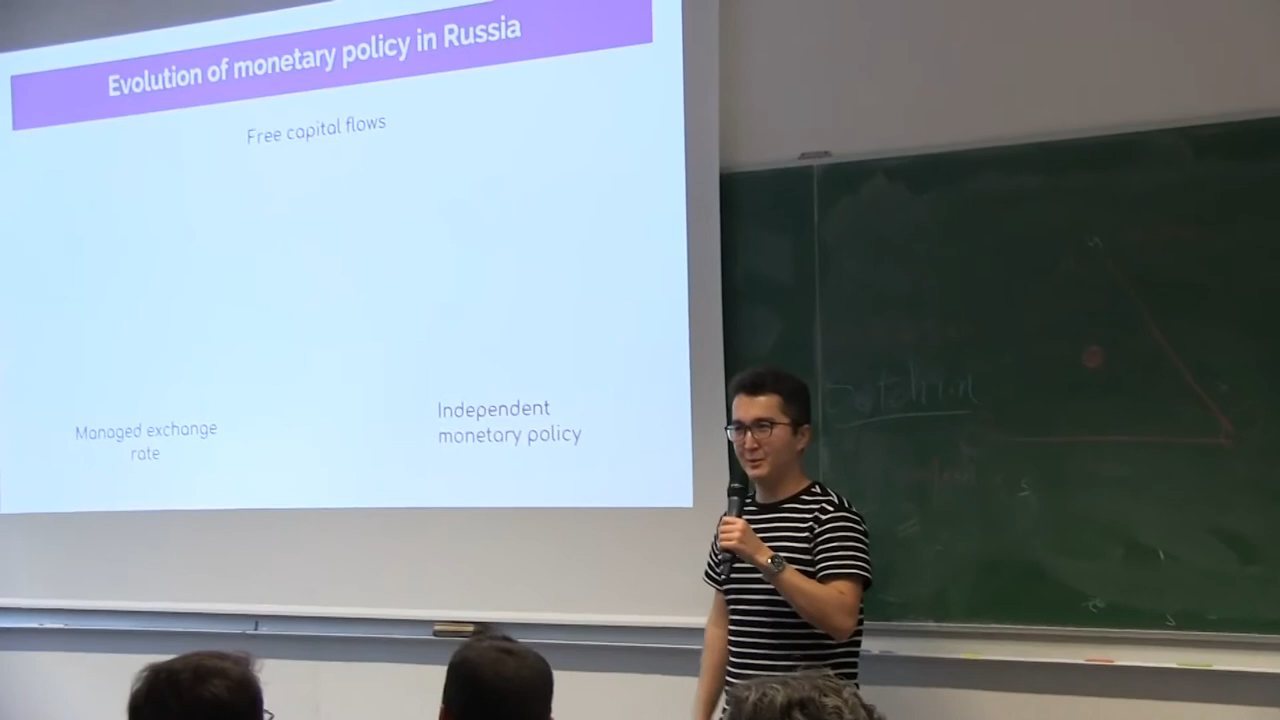 Evolution of monetary policy in Russia
Free capital flows
Managed exchange
rate
Independent
monetary policy